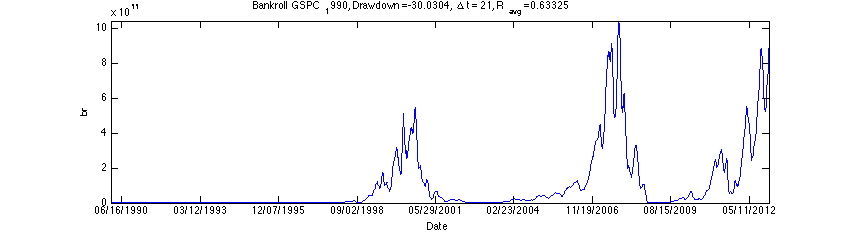 Bankroll GSPC 1990, Drawdown =-30.0304, Δ t = 21, R avg = 0.63325
x 10^11
10
8
6
4
2
0
br
06/16/1990 03/12/1993 12/07/1995 09/02/1998 05/29/2001 02/23/2004 11/19/2006 08/15/2009 05/11/2012
Date